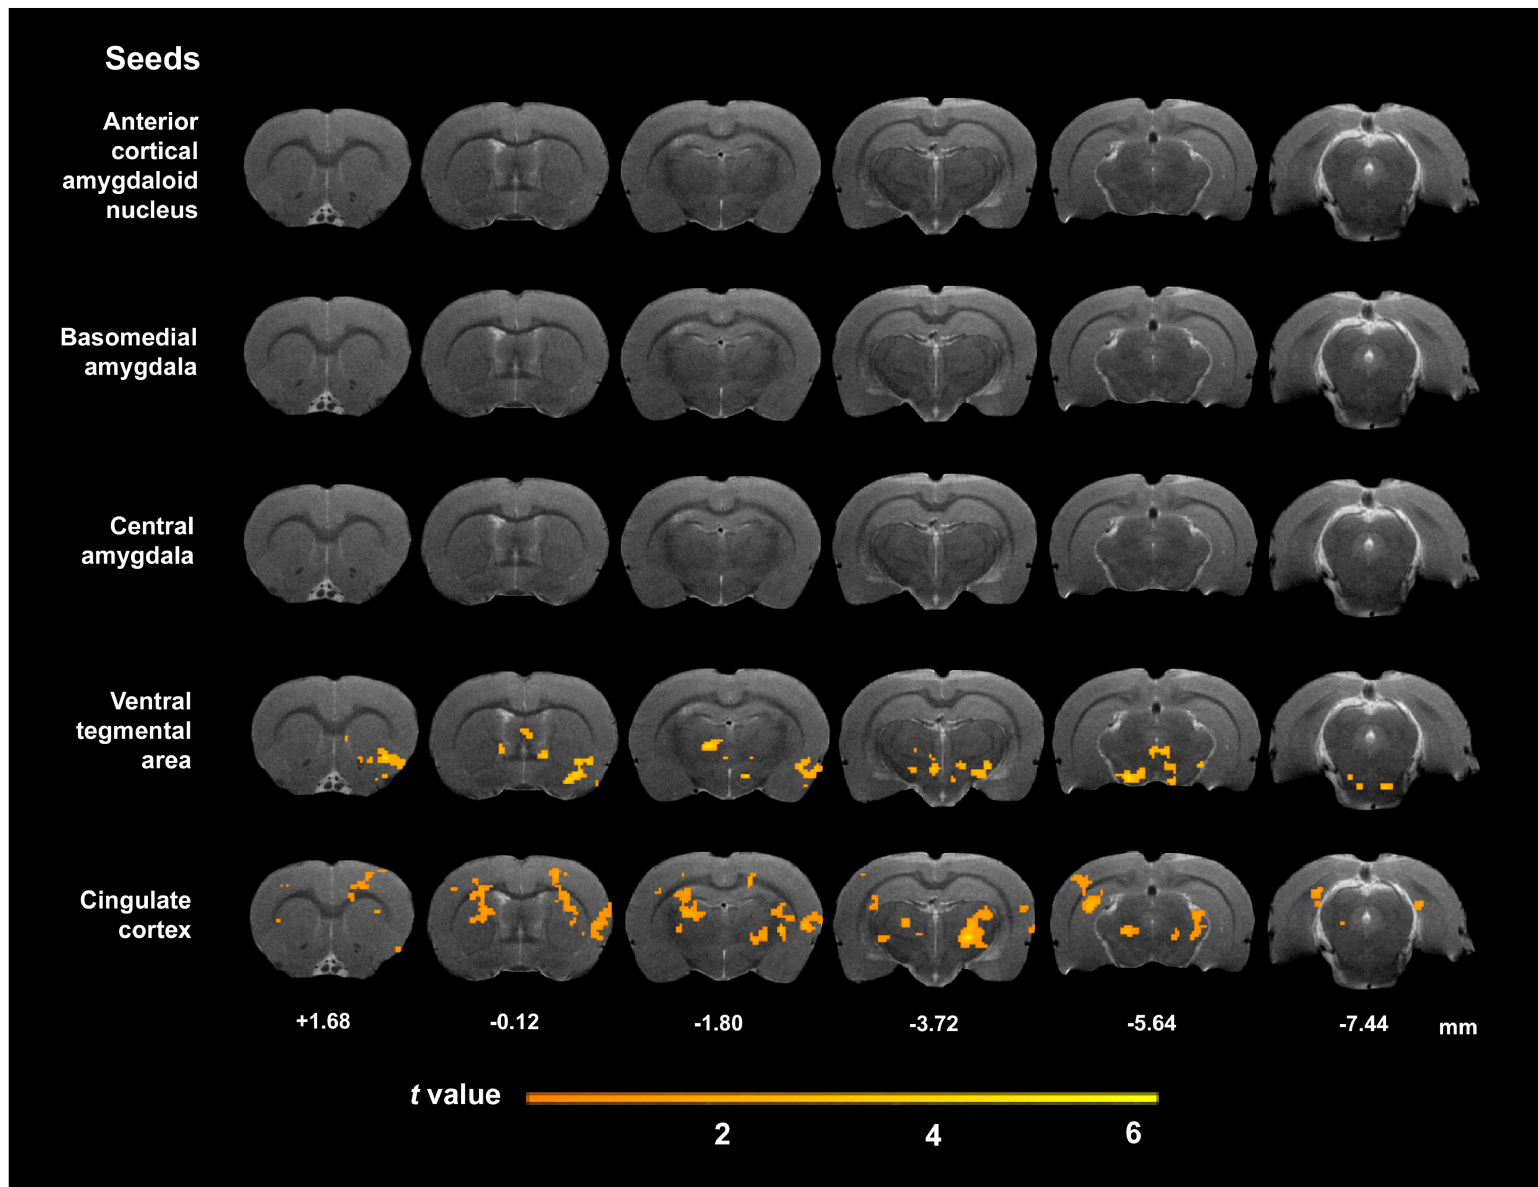 Seeds
Anterior
cortical
amygdaloid
nucleus
Basomedial
amygdala
Central
amygdala
Ventral
tegmental
area
Cingulate
cortex
+1.68 -0.12 -1.80 -3.72 -5.64 -7.44 mm
t value
2 4 6